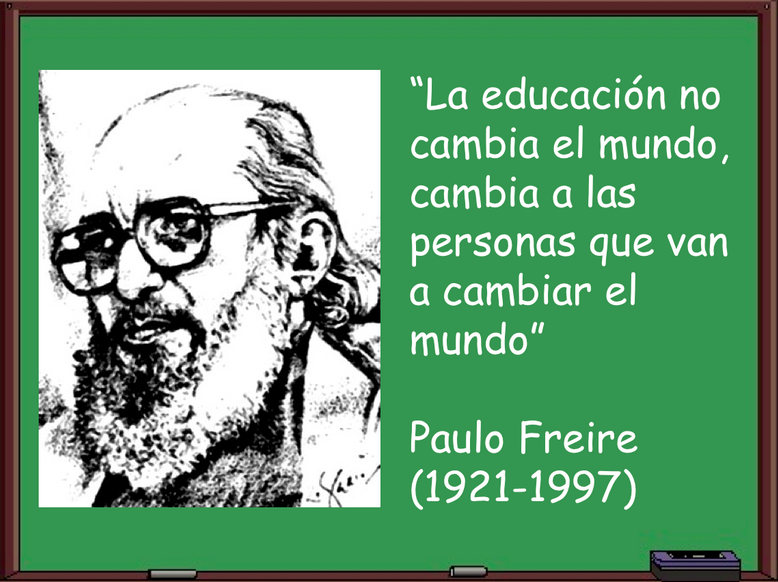 “La educación no
cambia el mundo,
cambia a las
personas que van
a cambiar el
mundo”
Paulo Freire
(1921-1997)